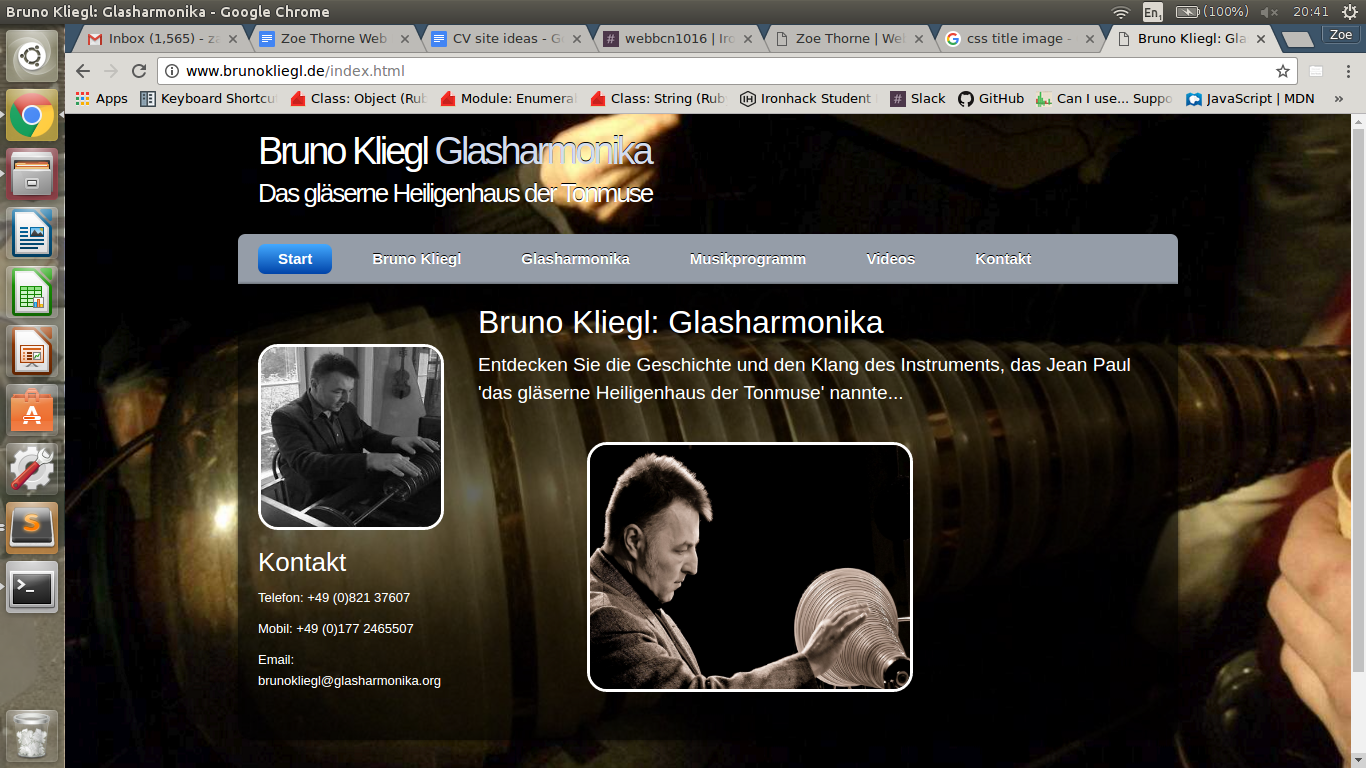 Bruno Kliegl: Glasharmonika - Google Chrome
En1 (100%) 20:41
Inbox (1,565) - za
Zoe Thorne Web
CV site ideas - G
webbcn1016 | Iro
Zoe Thorne | We
css title image -
Bruno Kliegl: Gla
Zoe
www.brunokliegl.de/index.html
Apps
Keyboard Shortcu
Class: Object (Rub
Module: Enumera
Class: String (Rub
Ironhack Student
Slack
GitHub
Can I use... Suppo
JavaScript | MDN
»
Bruno Kliegl Glasharmonika
Das gläserne Heiligenhaus der Tonmuse
Start Bruno Kliegl Glasharmonika Musikprogramm Videos Kontakt
Bruno Kliegl: Glasharmonika
Entdecken Sie die Geschichte und den Klang des Instruments, das Jean Paul
'das gläserne Heiligenhaus der Tonmuse' nannte...
Kontakt
Telefon: +49 (0)821 37607
Mobil: +49 (0)177 2465507
Email:
brunokliegl@glasharmonika.org